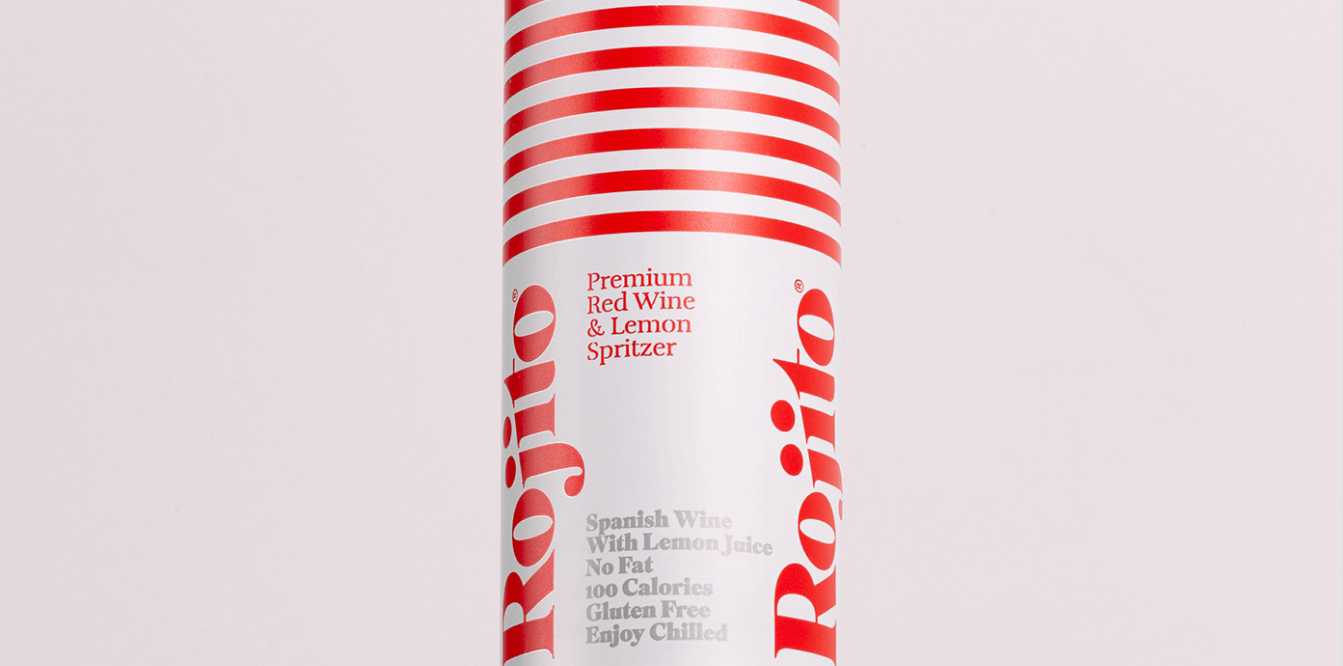 Rojito®
Premium
Red Wine
& Lemon
Spritzer
Spanish Wine
With Lemon Juice
No Fat
100 Calories
Gluten Free
Enjoy Chilled
Rojito®